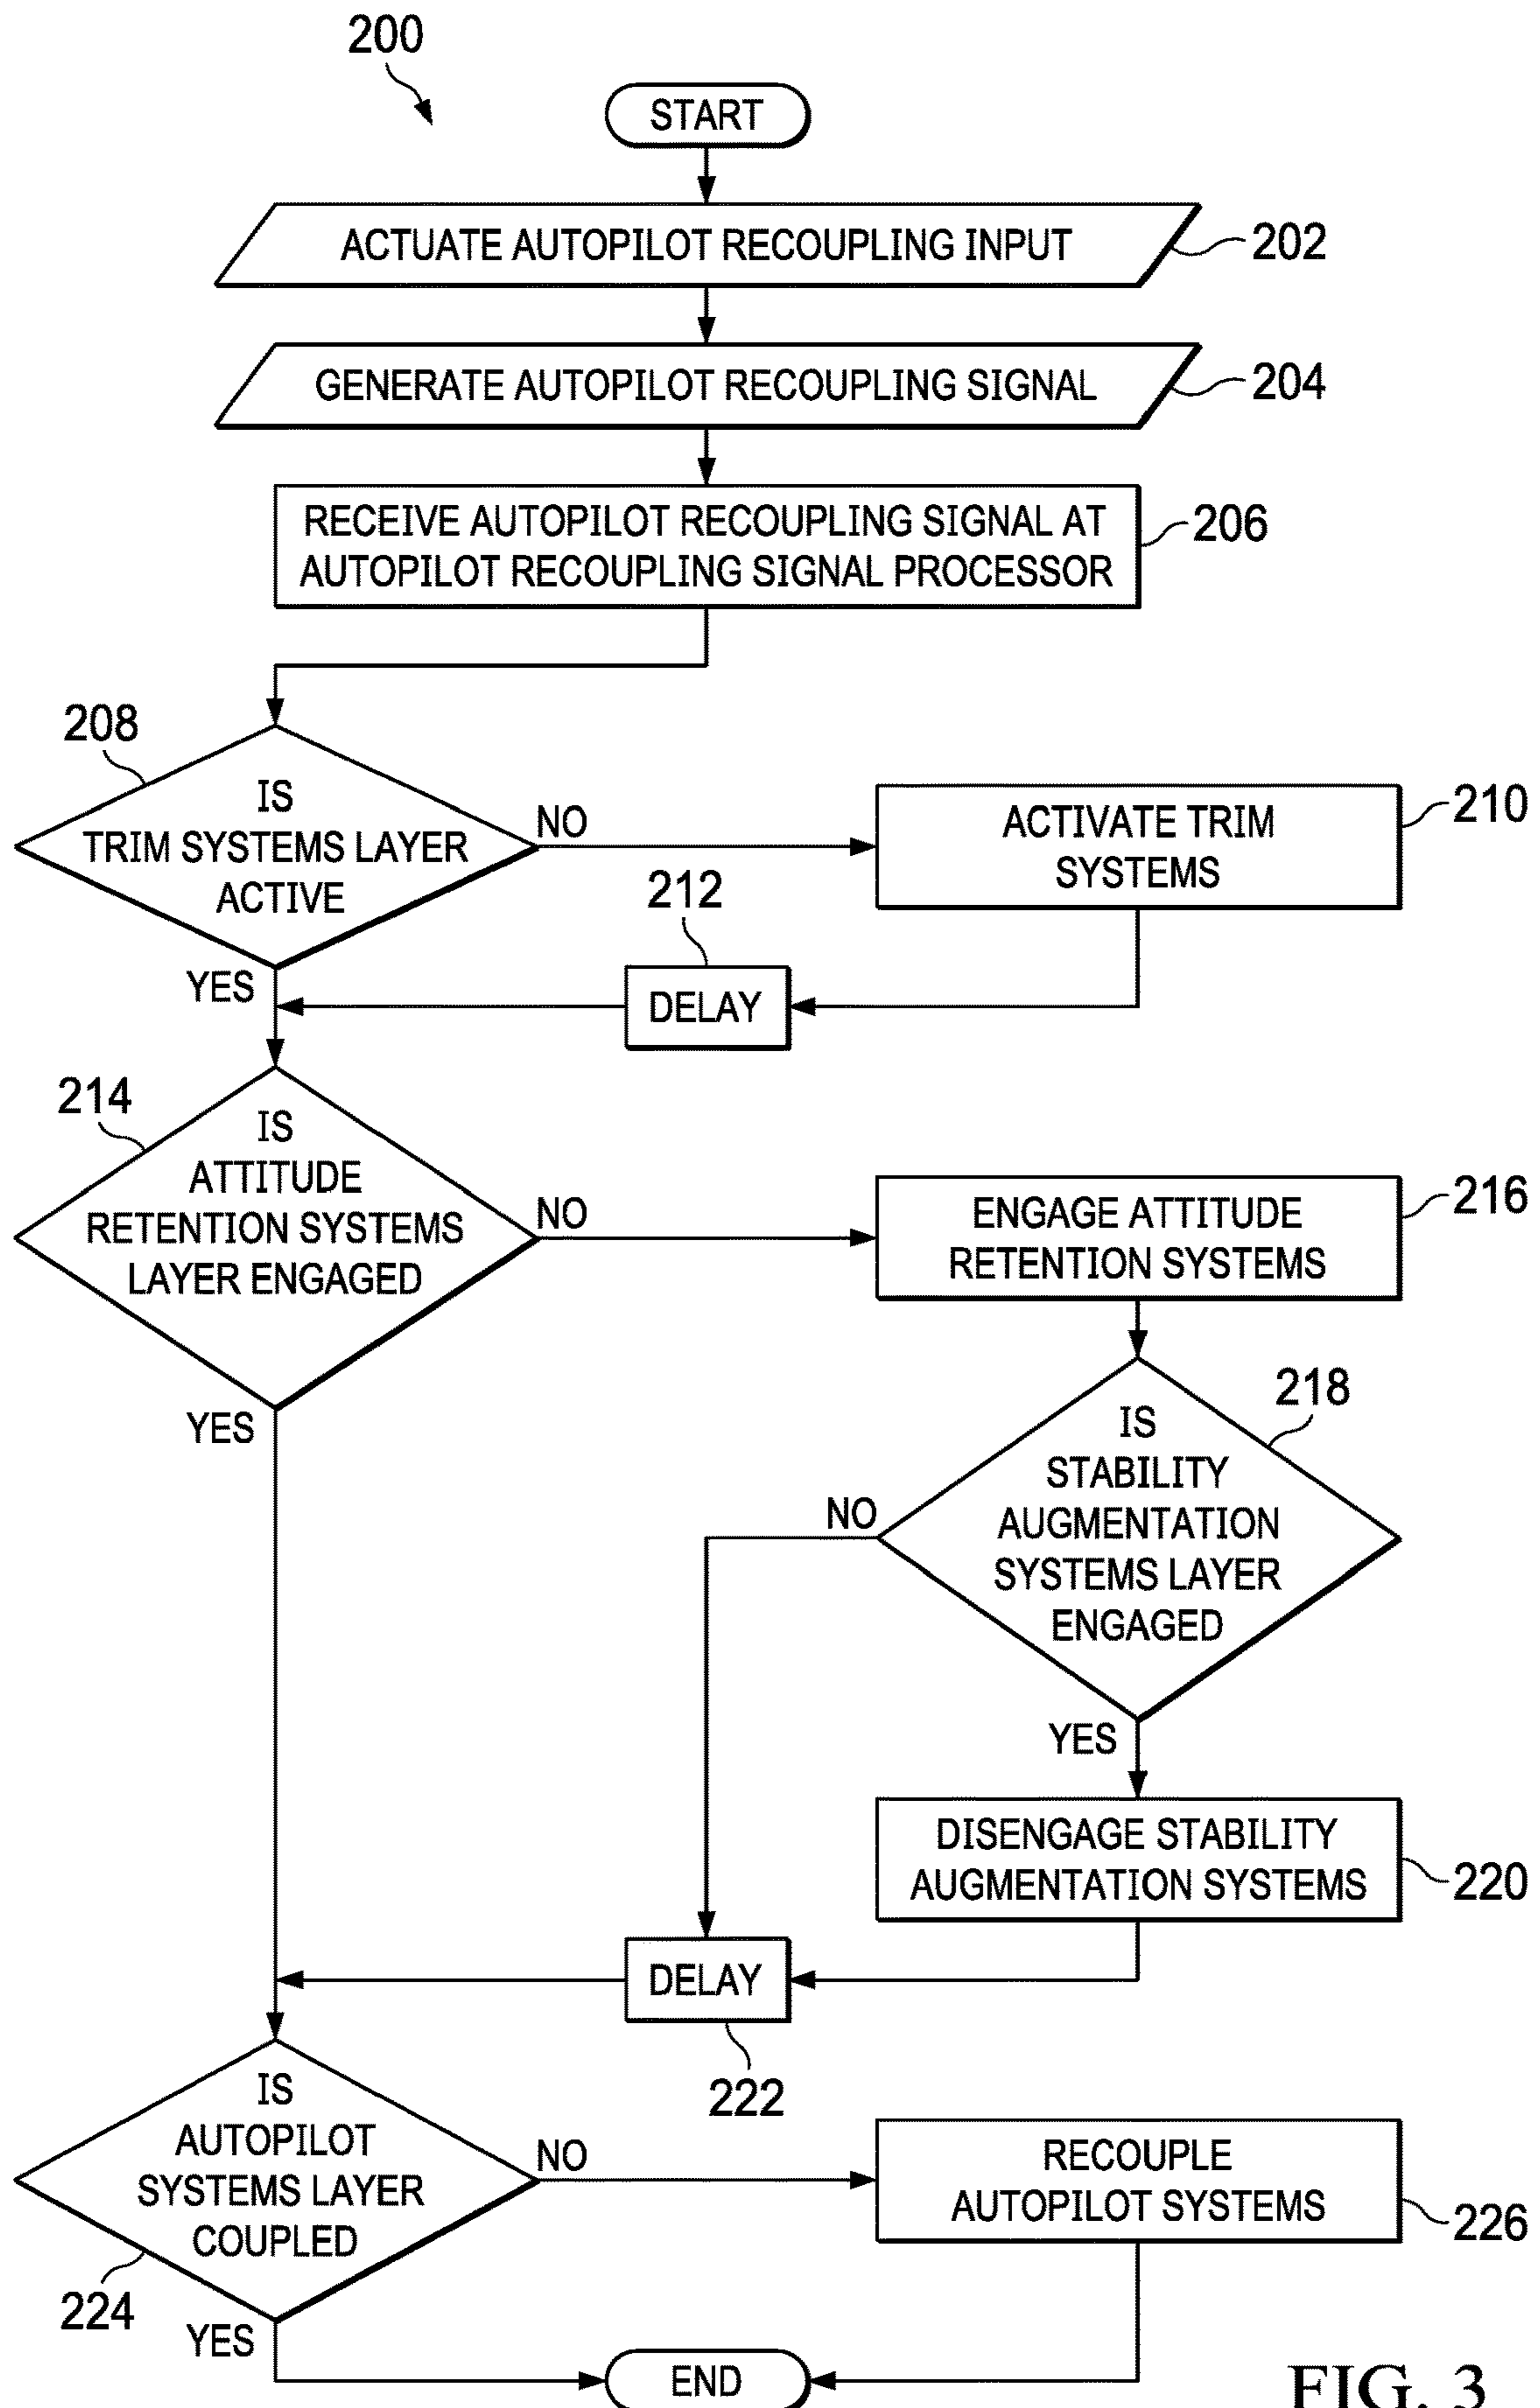 200
START
ACTUATE AUTOPILOT RECOUPLING INPUT
202
GENERATE AUTOPILOT RECOUPLING SIGNAL
204
RECEIVE AUTOPILOT RECOUPLING SIGNAL AT
AUTOPILOT RECOUPLING SIGNAL PROCESSOR
206
208
IS
TRIM SYSTEMS LAYER
ACTIVE
NO
YES
ACTIVATE TRIM
SYSTEMS
210
212
DELAY
214
IS
ATTITUDE
RETENTION SYSTEMS
LAYER ENGAGED
NO
YES
ENGAGE ATTITUDE
RETENTION SYSTEMS
216
218
IS
STABILITY
AUGMENTATION
SYSTEMS LAYER
ENGAGED
NO
YES
DISENGAGE STABILITY
AUGMENTATION SYSTEMS
220
DELAY
222
IS
AUTOPILOT
SYSTEMS LAYER
COUPLED
224
NO
YES
RECOUPLE
AUTOPILOT SYSTEMS
226
END
FIG. 3